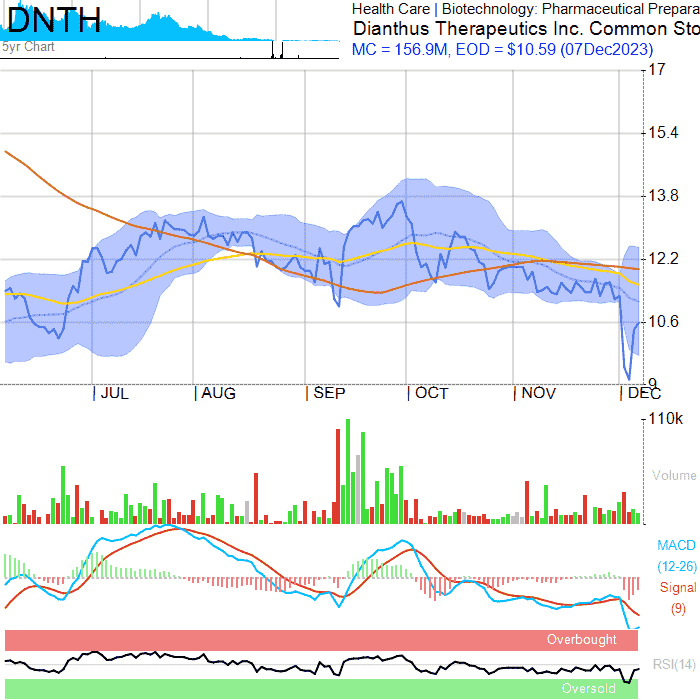 DNTH
Health Care | Biotechnology: Pharmaceutical Prepara
Dianthus Therapeutics Inc. Common Sto
5yr Chart
MC = 156.9M, EOD = $10.59 (07Dec2023)
17
15.4
13.8
12.2
10.6
9
JUL AUG SEP OCT NOV DEC
110k
Volume
MACD
(12-26)
Signal
(9)
Overbought
RSI(14)
Oversold